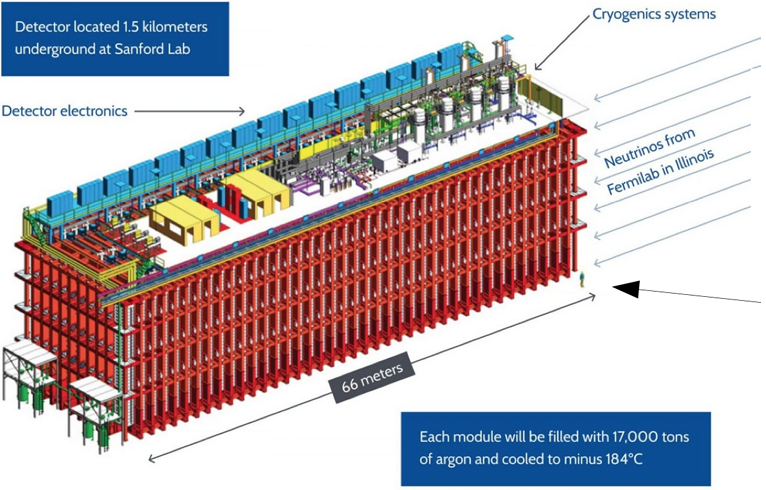 Detector located 1.5 kilometers
underground at Sanford Lab
Cryogenics systems
Detector electronics
Neutrinos from
Fermilab in Illinois
66 meters
Each module will be filled with 17,000 tons
of argon and cooled to minus 184°C